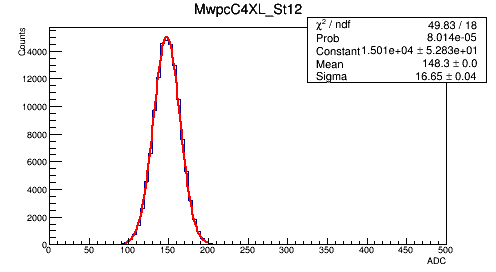 MwpcC4XL_St12
χ² / ndf 49.83 / 18
Prob 8.014e-05
Constant 1.501e+04 ± 5.283e+01
Mean 148.3 ± 0.0
Sigma 16.65 ± 0.04
Counts
14000
12000
10000
8000
6000
4000
2000
0
0 50 100 150 200 250 300 350 400 450 500
ADC